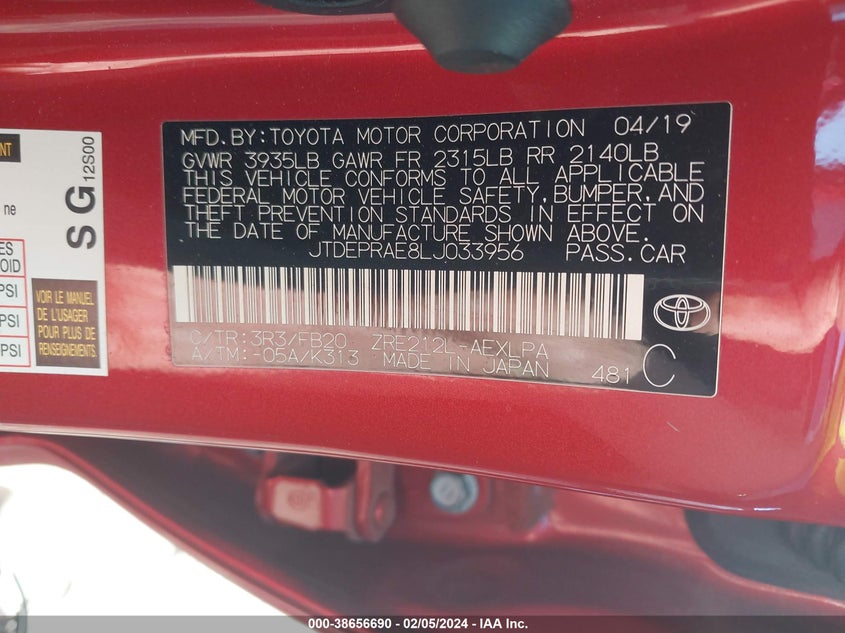 MFD.BY:TOYOTA MOTOR CORPORATION 04/19
GVWR 3935LB GAWR FR 2315LB RR 2140LB
THIS VEHICLE CONFORMS TO ALL APPLICABLE
FEDERAL MOTOR VEHICLE SAFETY,BUMPER,AND
THEFT PREVENTION STANDARDS IN EFFECT ON
THE DATE OF MANUFACTURE SHOWN ABOVE.
JTDEPRAE8LJ033956 PASS.CAR
C/TR:3R3/FB20 ZRE212L-AEXLPA
A/TM:-05A/K313 MADE IN JAPAN 481 C
SG 12S00
ne
PSI
PSI
PSI
VOIR LE MANUEL
DE L'USAGER
POUR PLUS DE
RENSEIGNEMENTS
000-38656690 - 02/05/2024 - IAA Inc.